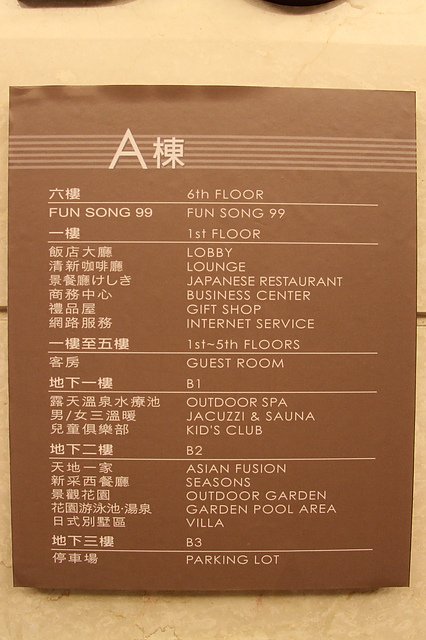 A棟
六樓 6th FLOOR
FUN SONG 99 FUN SONG 99
一樓 1st FLOOR
飯店大廳 LOBBY
清新咖啡廳 LOUNGE
景餐廳けしき JAPANESE RESTAURANT
商務中心 BUSINESS CENTER
禮品屋 GIFT SHOP
網路服務 INTERNET SERVICE
一樓至五樓 1st~5th FLOORS
客房 GUEST ROOM
地下一樓 B1
露天溫泉水療池 OUTDOOR SPA
男/女三溫暖 JACUZZI & SAUNA
兒童俱樂部 KID'S CLUB
地下二樓 B2
天地一家 ASIAN FUSION
新采西餐廳 SEASONS
景觀花園 OUTDOOR GARDEN
花園游泳池·湯泉 GARDEN POOL AREA
日式別墅區 VILLA
地下三樓 B3
停車場 PARKING LOT